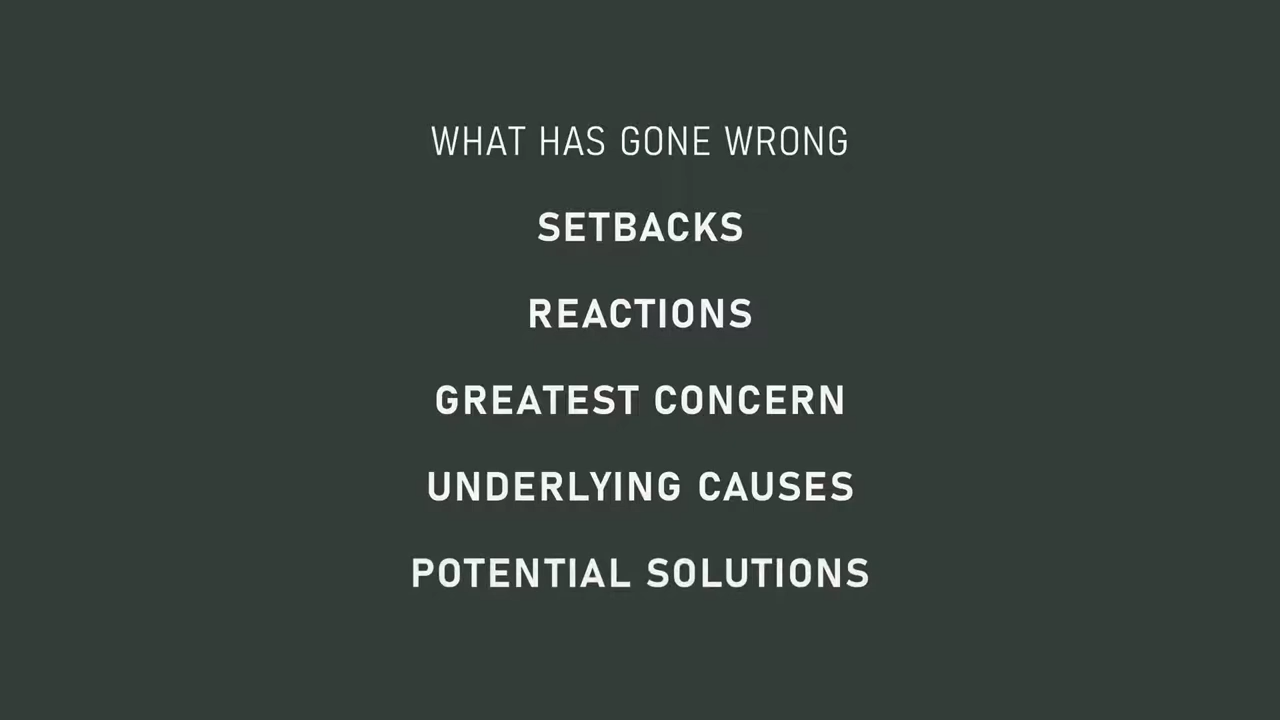 WHAT HAS GONE WRONG
SETBACKS
REACTIONS
GREATEST CONCERN
UNDERLYING CAUSES
POTENTIAL SOLUTIONS